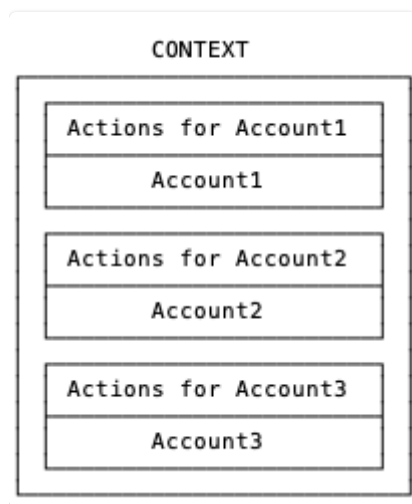 CONTEXT
Actions for Account1
Account1
Actions for Account2
Account2
Actions for Account3
Account3